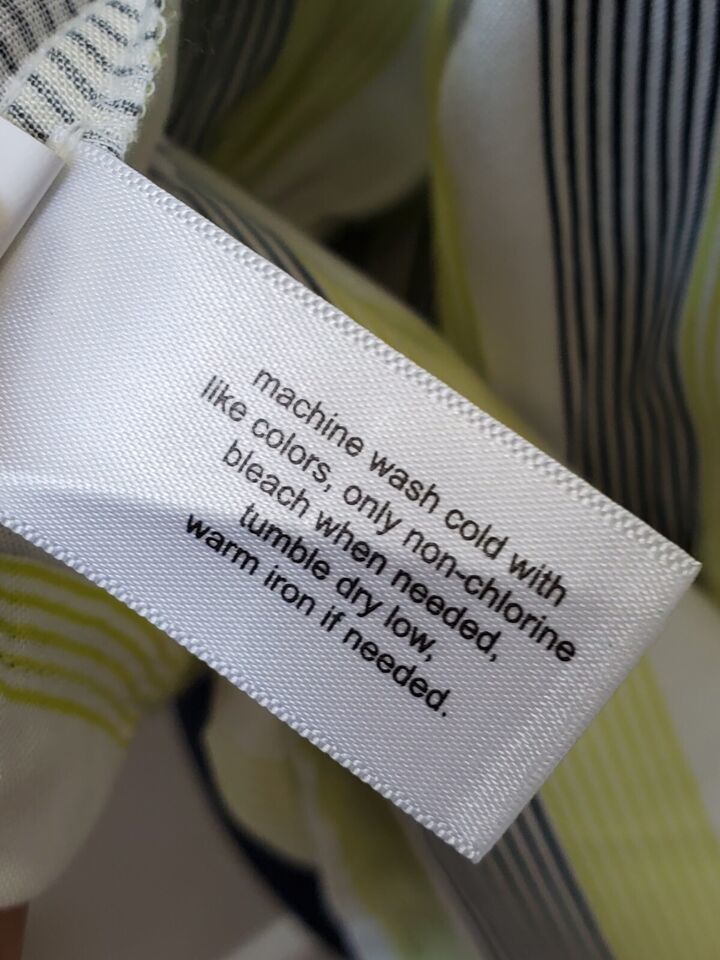 machine wash cold with
like colors, only non-chlorine
bleach when needed,
tumble dry low,
warm iron if needed.